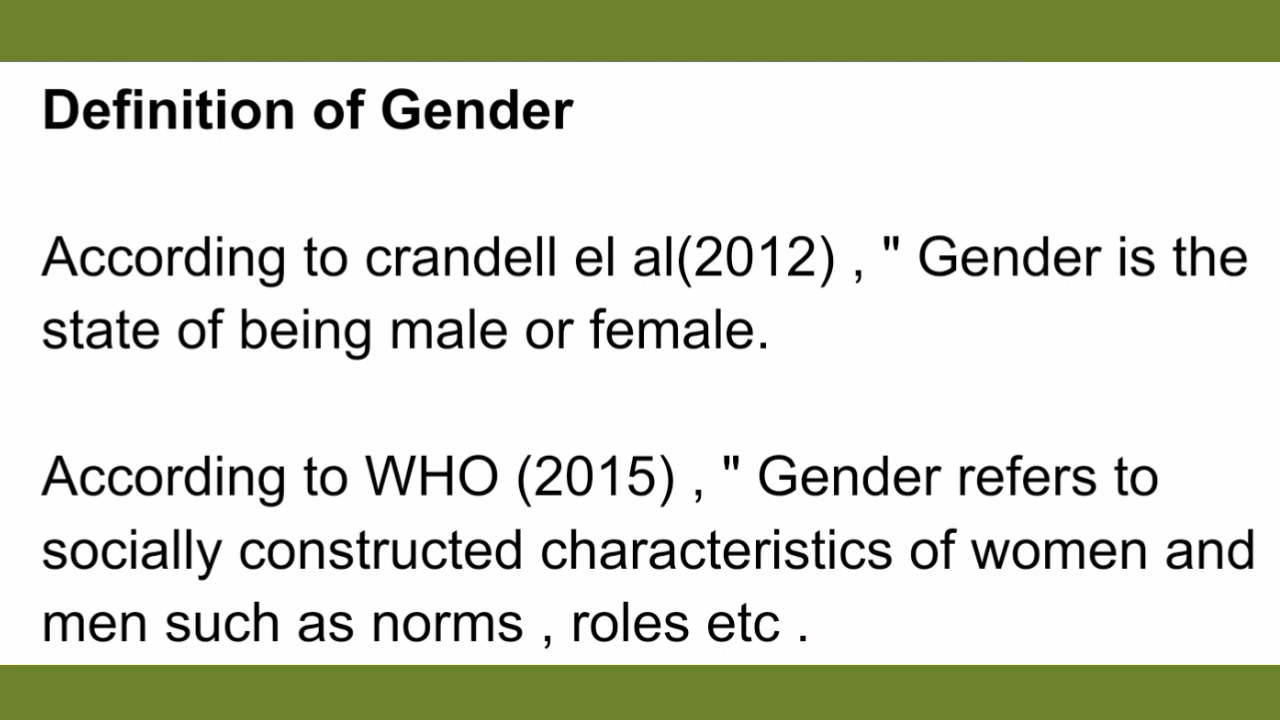 Definition of Gender
According to crandell el al(2012) , " Gender is the
state of being male or female.
According to WHO (2015) , " Gender refers to
socially constructed characteristics of women and
men such as norms , roles etc .